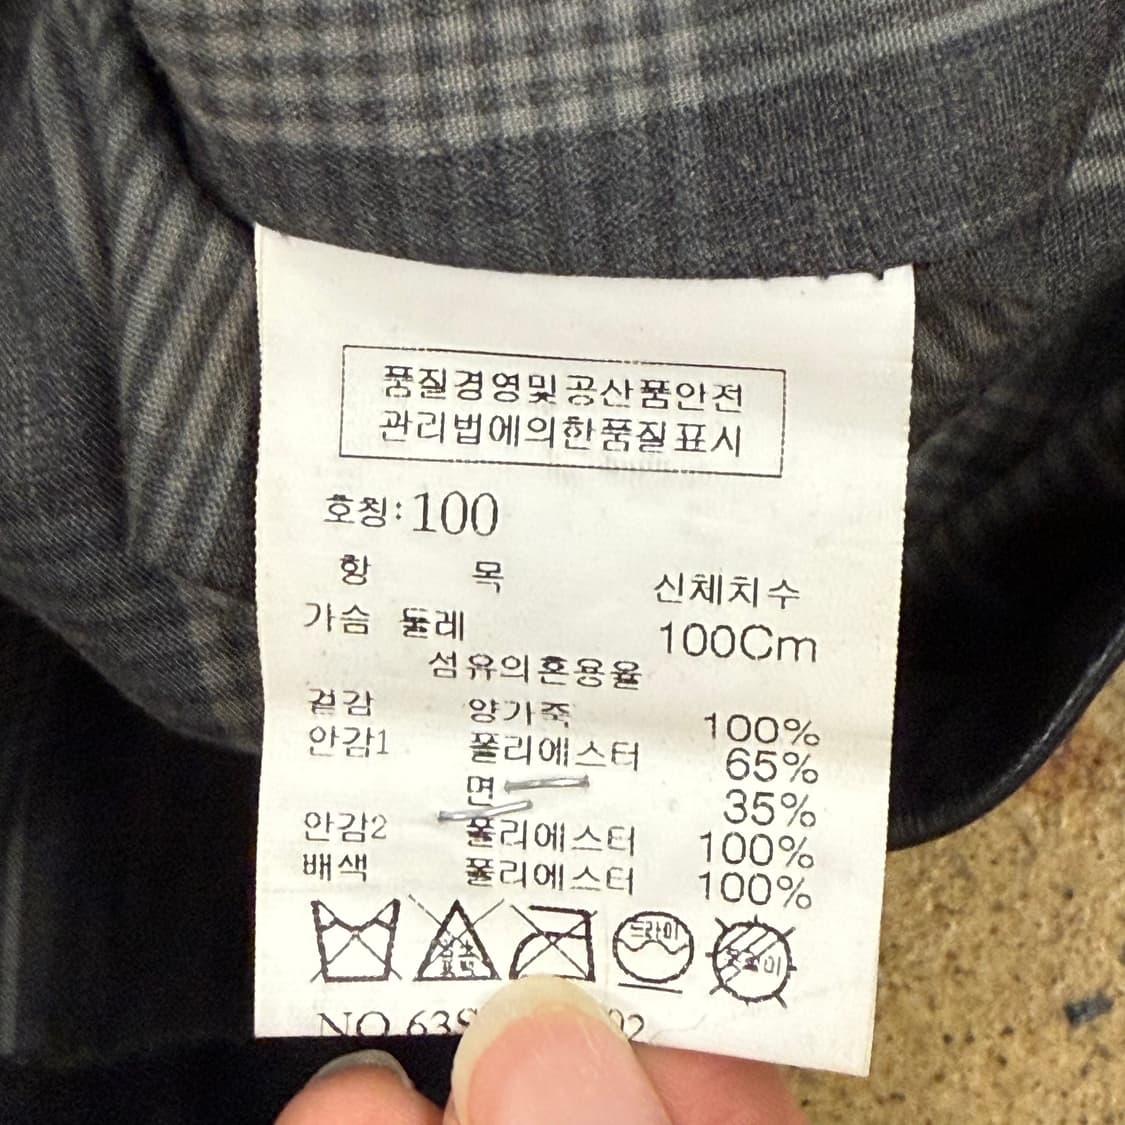 품질경영및공산품안전
관리법에의한품질표시
호칭:100
항 목 신체치수
가슴 둘레 100Cm
섬유의혼용율
겉감 양가죽 100%
안감1 폴리에스터 65%
면 35%
안감2 폴리에스터 100%
배색 폴리에스터 100%
드라이
NO 63S